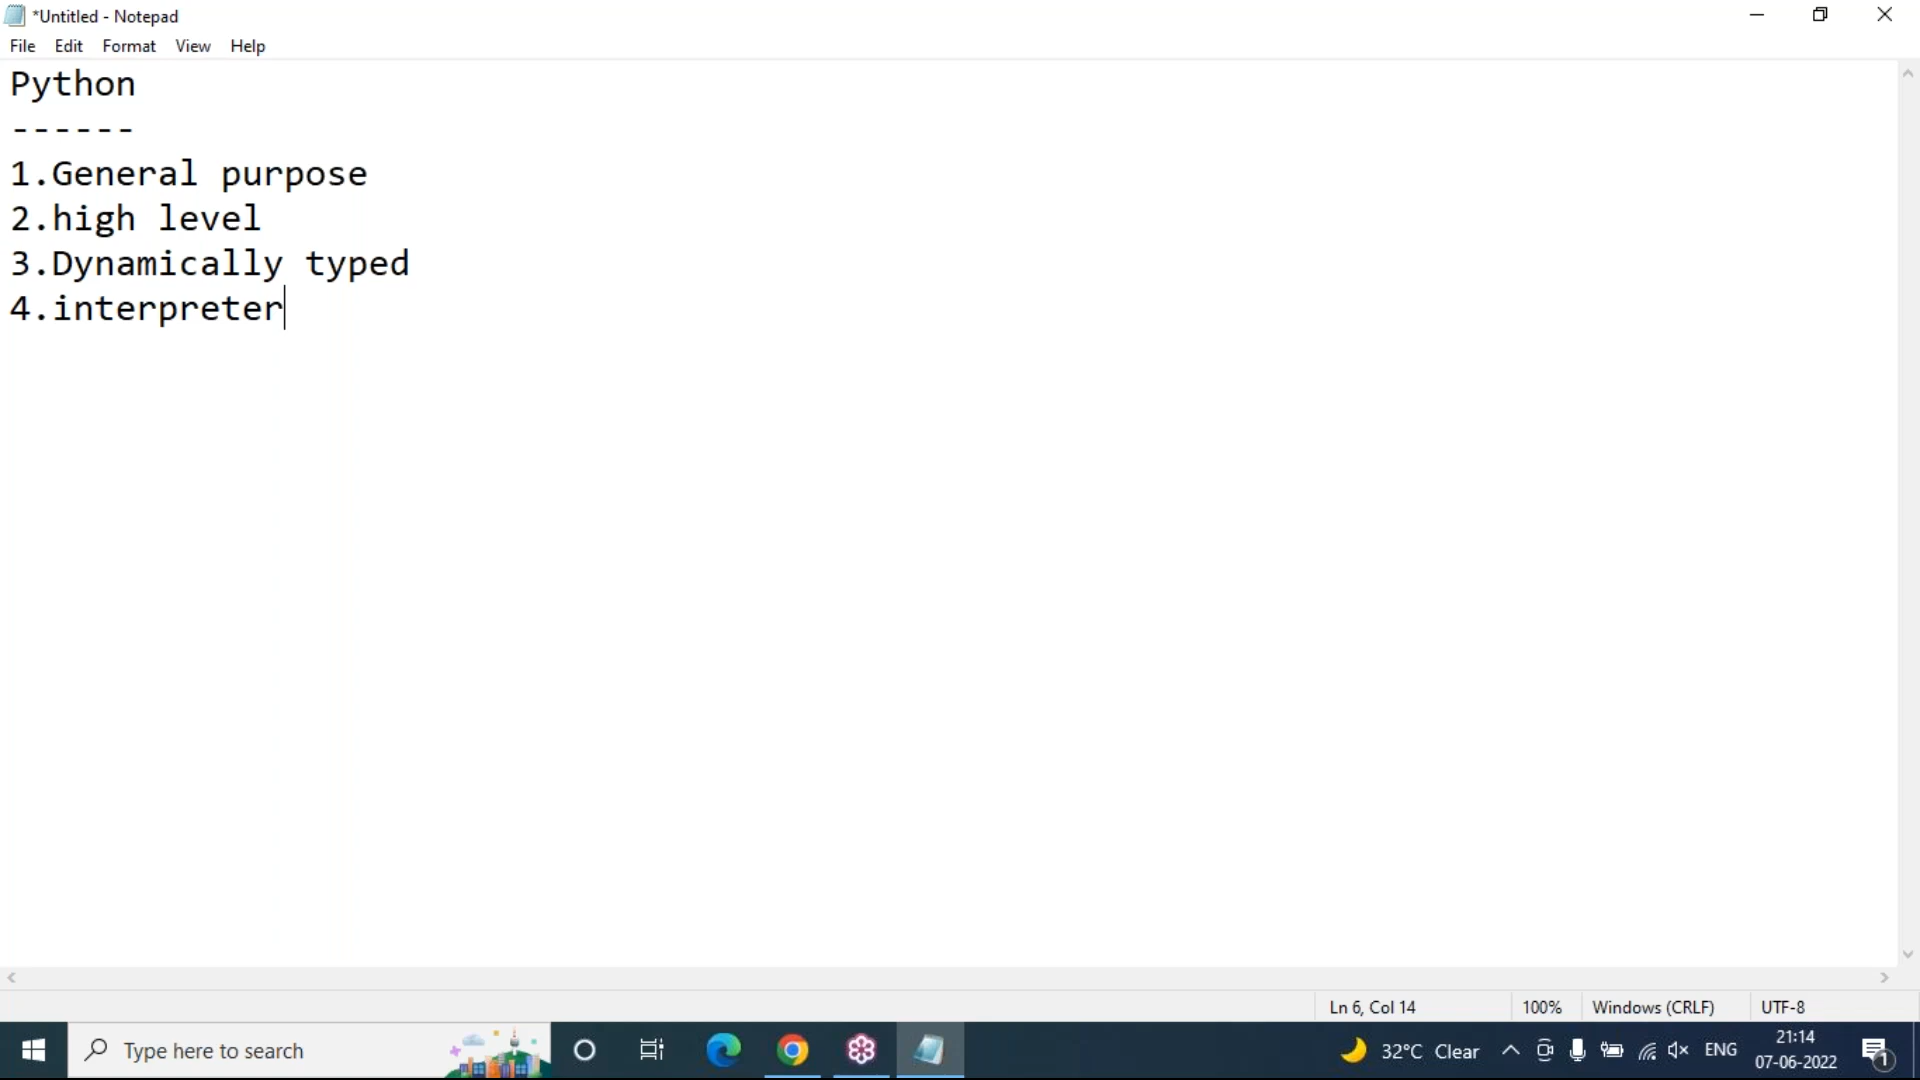 *Untitled - Notepad
File Edit Format View Help
Python
------
1.General purpose
2.high level
3.Dynamically typed
4.interpreter
Ln 6, Col 14 100% Windows (CRLF) UTF-8
Type here to search 32°C Clear ENG 21:14
07-06-2022 1